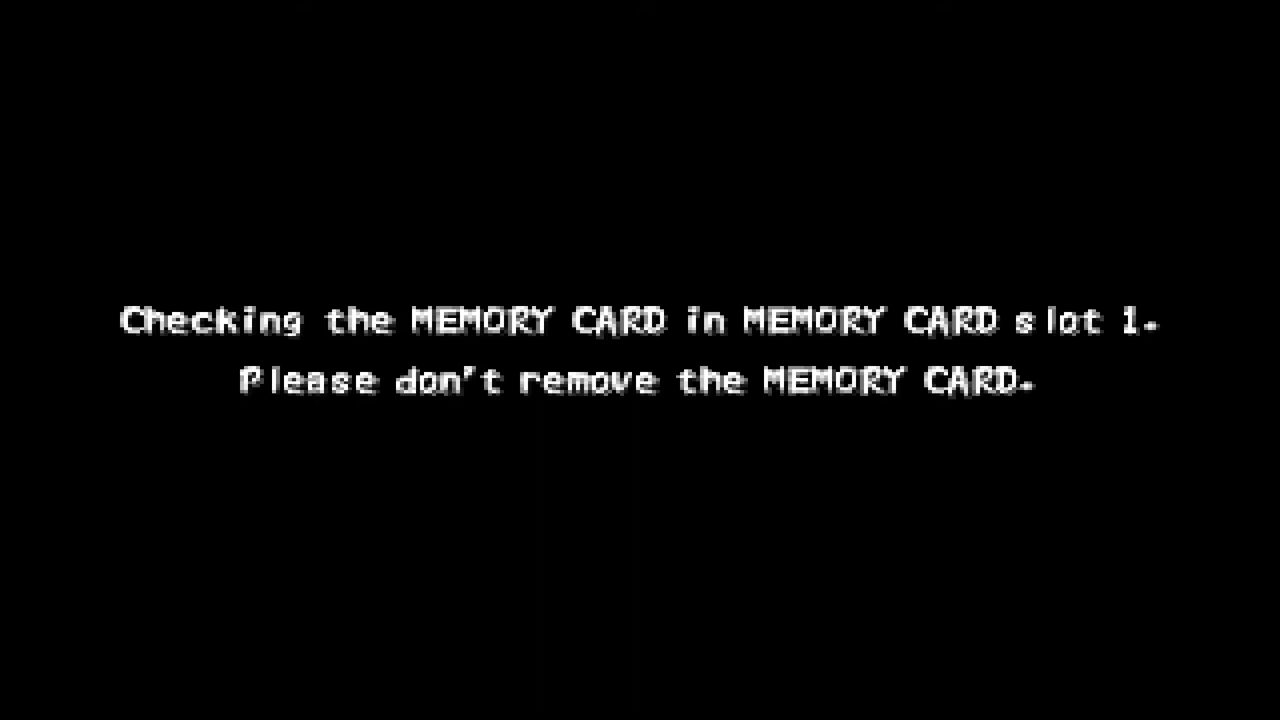 Checking the MEMORY CARD in MEMORY CARD slot 1.
Please don't remove the MEMORY CARD.